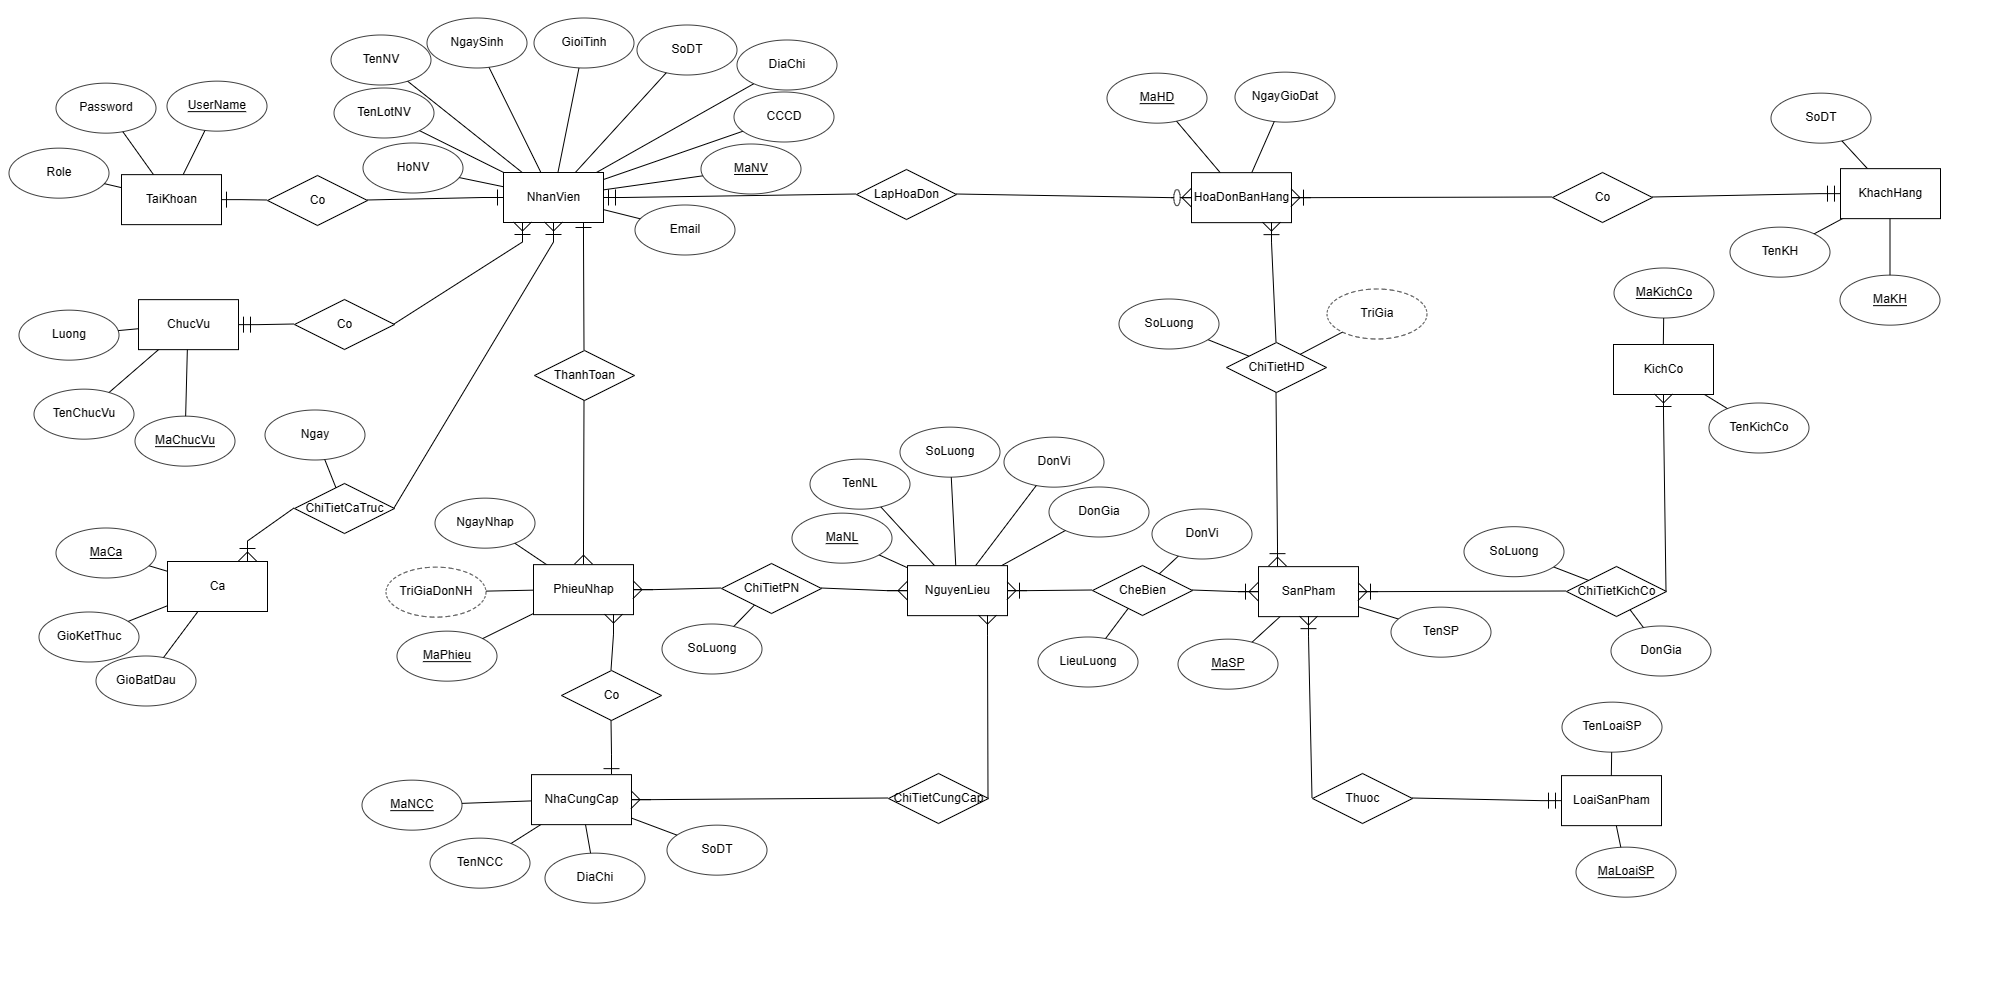 TenNV
NgaySinh
GioiTinh
SoDT
DiaChi
Password
UserName
TenLotNV
CCCD
MaHD
NgayGioDat
SoDT
Role
HoNV
MaNV
TaiKhoan
Co
NhanVien
LapHoaDon
HoaDonBanHang
Co
KhachHang
Email
TenKH
MaKichCo
MaKH
Luong
ChucVu
Co
SoLuong
TriGia
ThanhToan
ChiTietHD
KichCo
TenChucVu
MaChucVu
Ngay
TenKichCo
SoLuong
DonVi
TenNL
DonGia
ChiTietCaTruc
NgayNhap
MaNL
DonVi
MaCa
SoLuong
Ca
TriGiaDonNH
PhieuNhap
ChiTietPN
NguyenLieu
CheBien
SanPham
ChiTietKichCo
GioKetThuc
MaPhieu
SoLuong
LieuLuong
MaSP
TenSP
DonGia
GioBatDau
Co
TenLoaiSP
MaNCC
NhaCungCap
ChiTietCungCap
Thuoc
LoaiSanPham
TenNCC
DiaChi
SoDT
MaLoaiSP